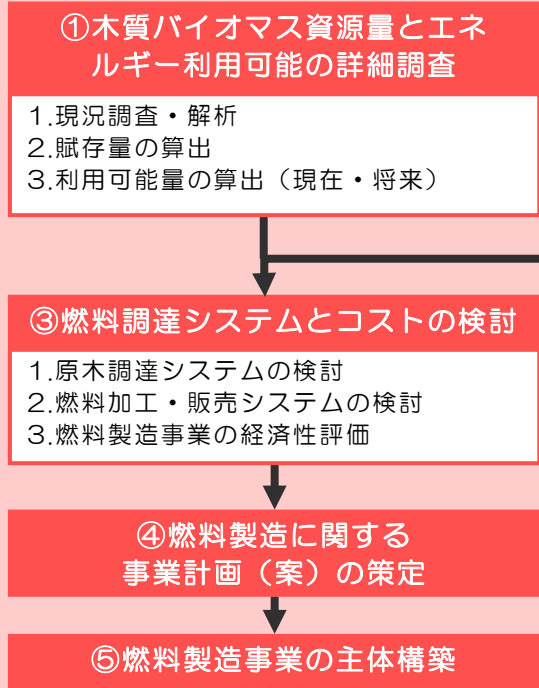 ①木質バイオマス資源量とエネ
ルギー利用可能の詳細調査
1.現況調査・解析
2.賦存量の算出
3.利用可能量の算出（現在・将来）
③燃料調達システムとコストの検討
1.原木調達システムの検討
2.燃料加工・販売システムの検討
3.燃料製造事業の経済性評価
④燃料製造に関する
事業計画（案）の策定
⑤燃料製造事業の主体構築